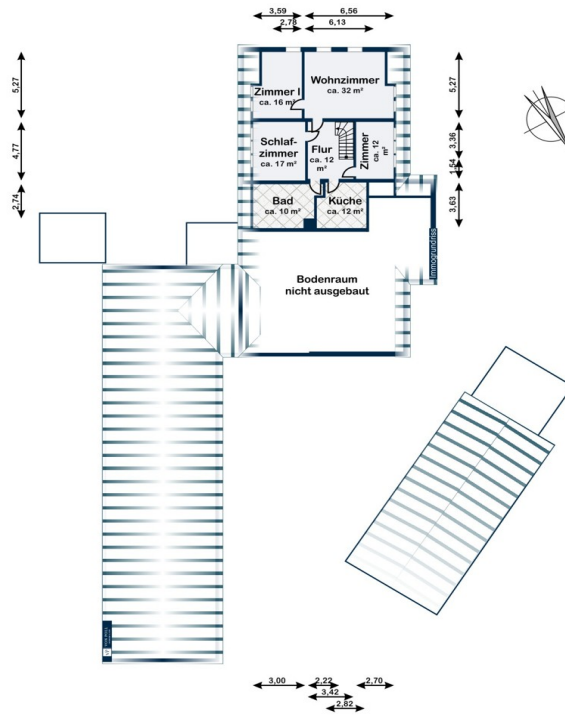 3,59
6,56
2,73
6,13
5,27
5,27
Zimmer I
ca. 16 m²
Wohnzimmer
ca. 32 m²
4,77
3,36
Schlaf-
zimmer
ca. 17 m²
Flur
ca. 12
m²
Zimmer
ca. 12
m²
1,54
2,74
3,63
Bad
ca. 10 m²
Küche
ca. 12 m²
immogrundriss
Bodenraum
nicht ausgebaut
3,00
2,22
2,70
3,42
2,82